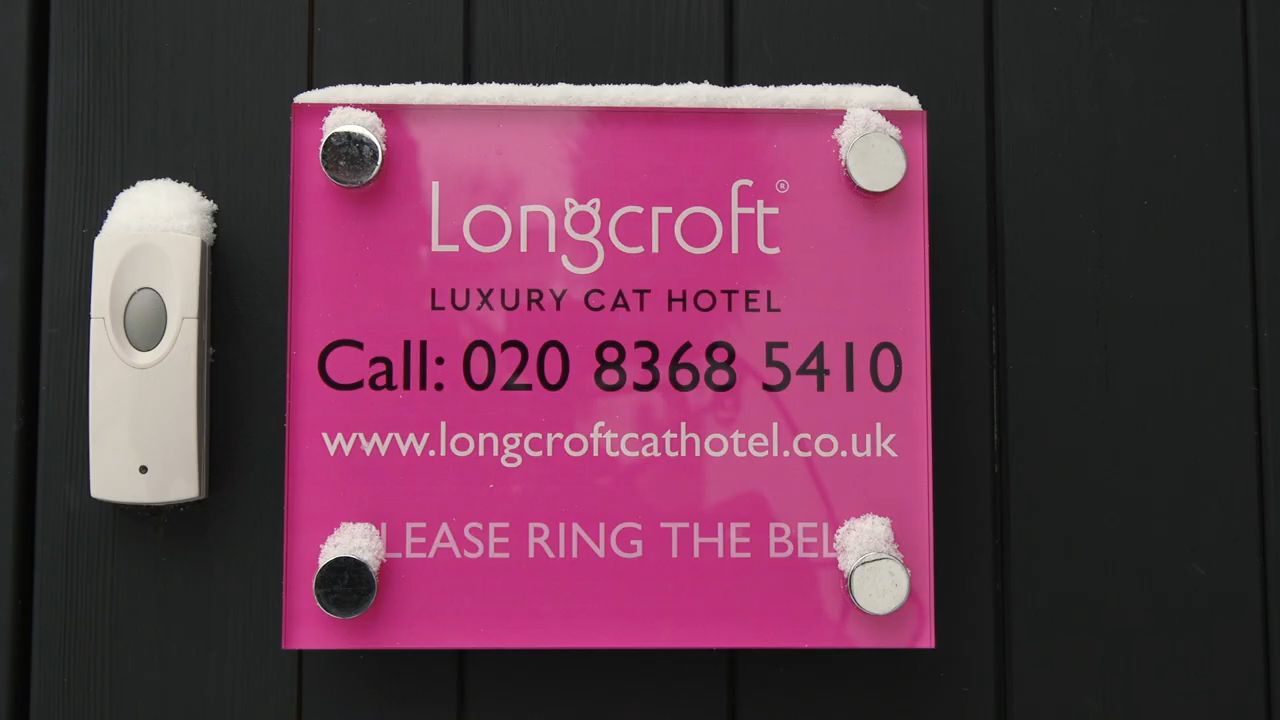 Longcroft®
LUXURY CAT HOTEL
Call: 020 8368 5410
www.longcroftcathotel.co.uk
LEASE RING THE BEL